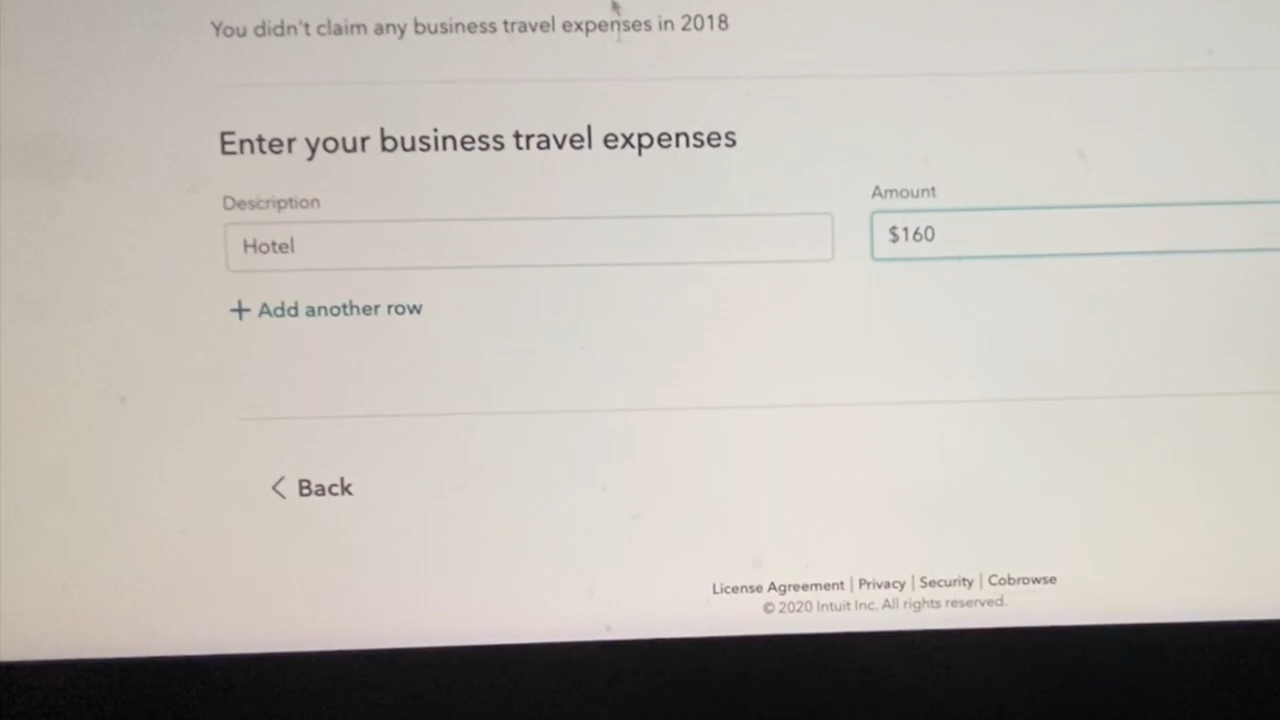 You didn't claim any business travel expenses in 2018
Enter your business travel expenses
Description
Amount
Hotel
$160
+ Add another row
< Back
License Agreement | Privacy | Security | Cobrowse
© 2020 Intuit Inc. All rights reserved.